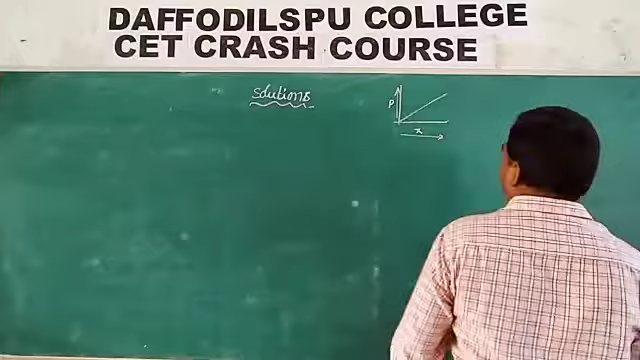 DAFFODILSPU COLLEGE
CET CRASH COURSE
Solutions
P
x